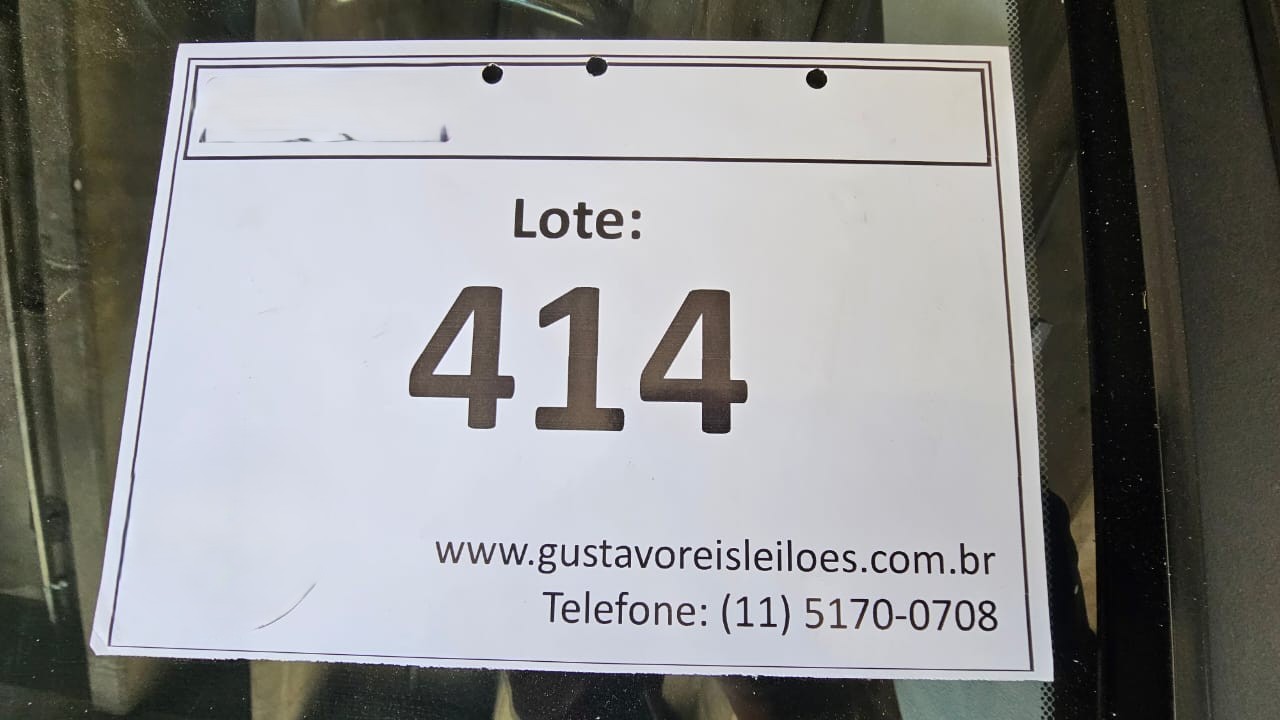 Lote:
414
www.gustavoreisleiloes.com.br
Telefone: (11) 5170-0708